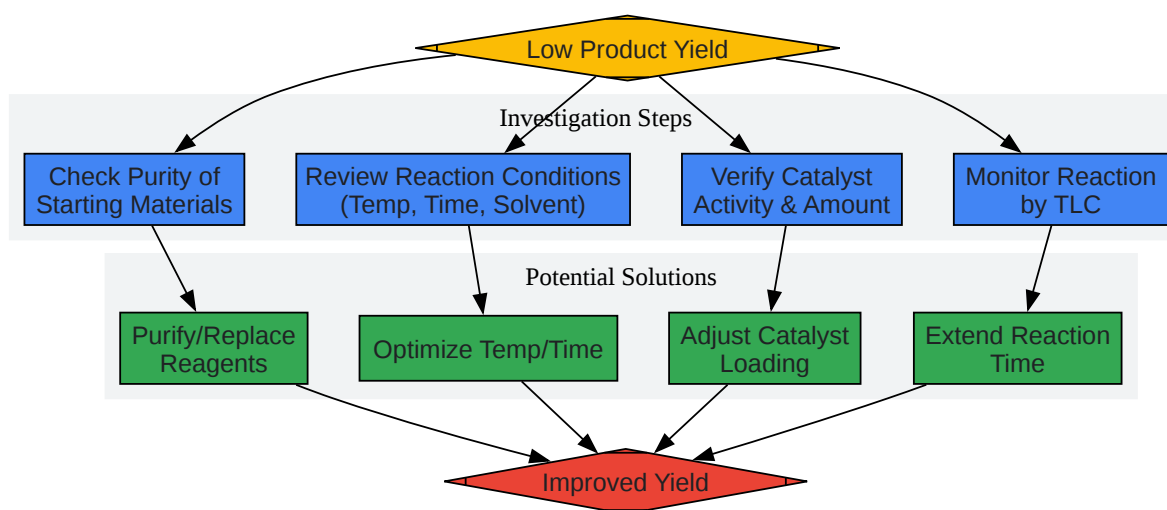 Low Product Yield
Investigation Steps
Check Purity of
Starting Materials
Review Reaction Conditions
(Temp, Time, Solvent)
Verify Catalyst
Activity & Amount
Monitor Reaction
by TLC
Potential Solutions
Purify/Replace
Reagents
Optimize Temp/Time
Adjust Catalyst
Loading
Extend Reaction
Time
Improved Yield